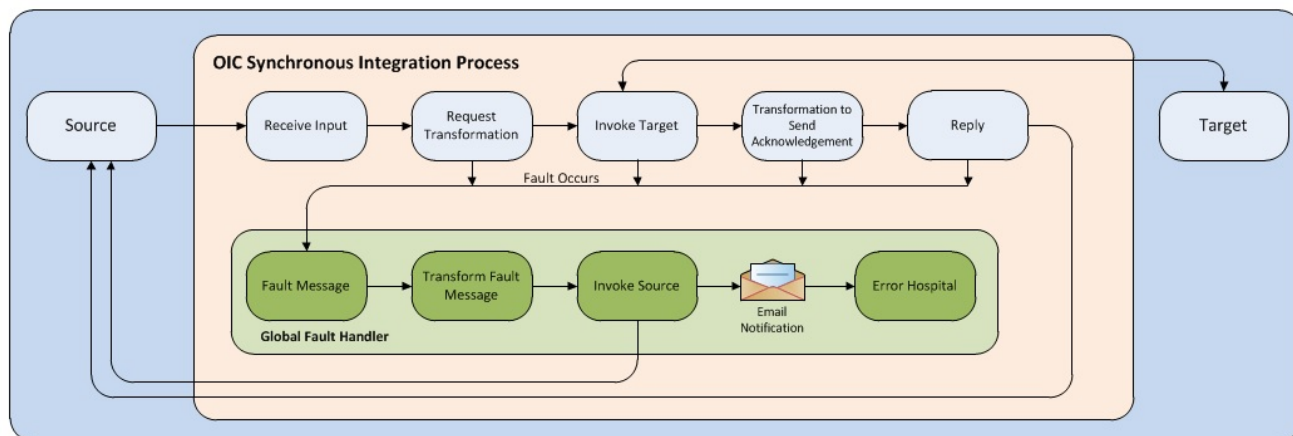 OIC Synchronous Integration Process
Source
Receive Input
Request
Transformation
Invoke Target
Transformation to
Send
Acknowledgement
Reply
Target
Fault Occurs
Fault Message
Transform Fault
Message
Invoke Source
Email
Notification
Error Hospital
Global Fault Handler